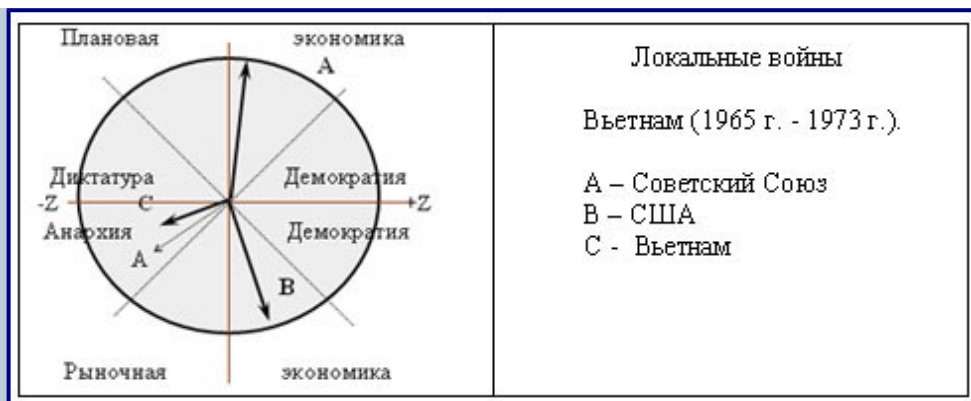 Плановая экономика
A
Диктатура Демократия
-Z C +Z
Анархия Демократия
A
B
Рыночная экономика
Локальные войны
Вьетнам (1965 г. - 1973 г.).
А – Советский Союз
В – США
С - Вьетнам